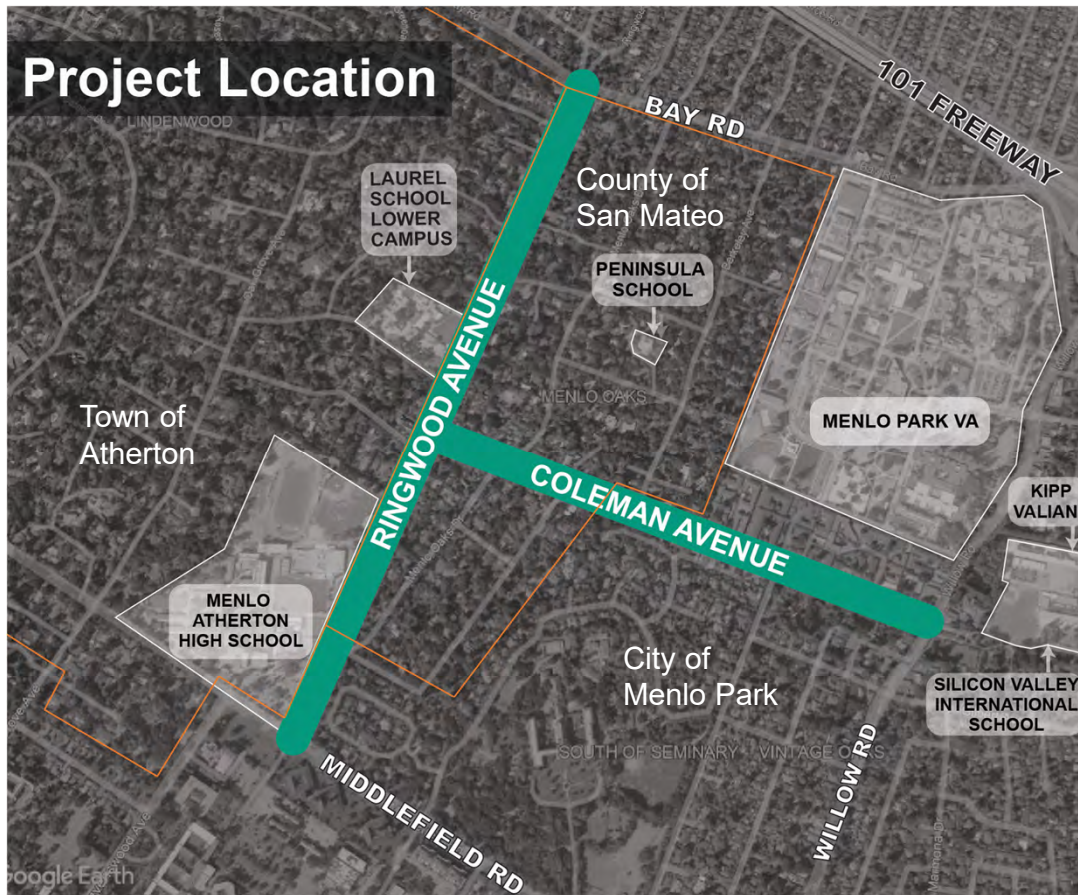 Project Location
101 FREEWAY
BAY RD
LINDENWOOD
LAUREL
SCHOOL
LOWER
CAMPUS
County of
San Mateo
PENINSULA
SCHOOL
RINGWOOD AVENUE
MENLO OAKS
Town of
Atherton
MENLO PARK VA
COLEMAN AVENUE
KIPP
VALIAN
MENLO
ATHERTON
HIGH SCHOOL
City of
Menlo Park
SILICON VALLEY
INTERNATIONAL
SCHOOL
SOUTH OF SEMINARY - VINTAGE OAKS
MIDDLEFIELD RD
WILLOW RD
oogle Earth